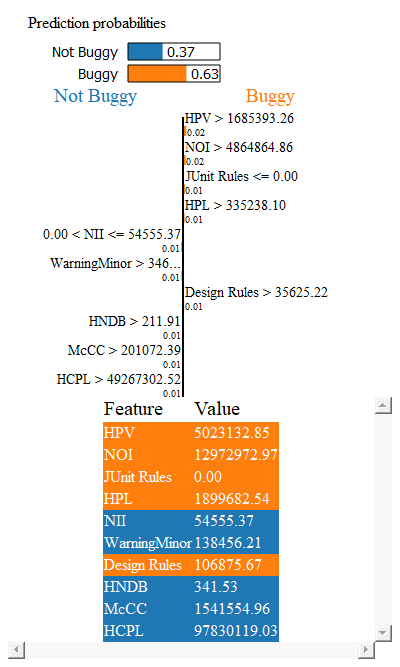 Prediction probabilities
Not Buggy 0.37
Buggy 0.63
Not Buggy Buggy
HPV > 1685393.26
0.02
NOI > 4864864.86
0.02
JUnit Rules <= 0.00
0.01
HPL > 335238.10
0.01
0.00 < NII <= 54555.37
0.01
WarningMinor > 346...
0.01
Design Rules > 35625.22
0.01
HNDB > 211.91
0.01
McCC > 201072.39
0.01
HCPL > 49267302.52
0.01
Feature Value
HPV 5023132.85
NOI 12972972.97
JUnit Rules 0.00
HPL 1899682.54
NII 54555.37
WarningMinor 138456.21
Design Rules 106875.67
HNDB 341.53
McCC 1541554.96
HCPL 97830119.03